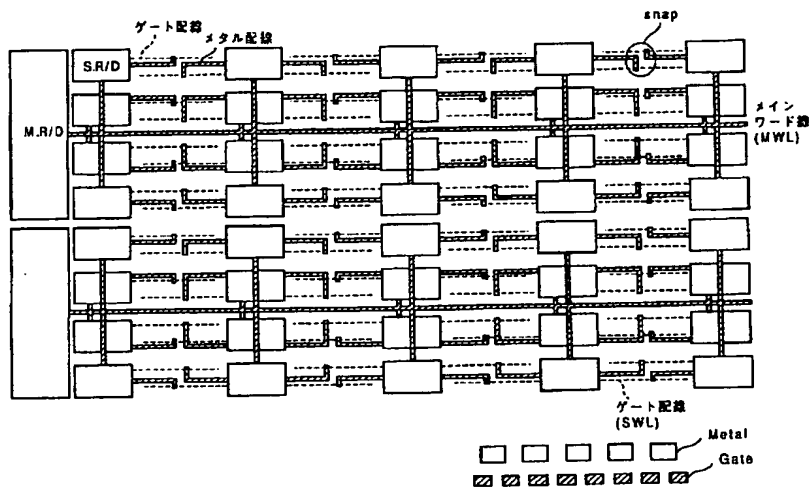 ゲート配線
メタル配線
snap
S.R/D
M.R/D
メイン
ワード線
(MWL)
ゲート配線
(SWL)
Metal
Gate